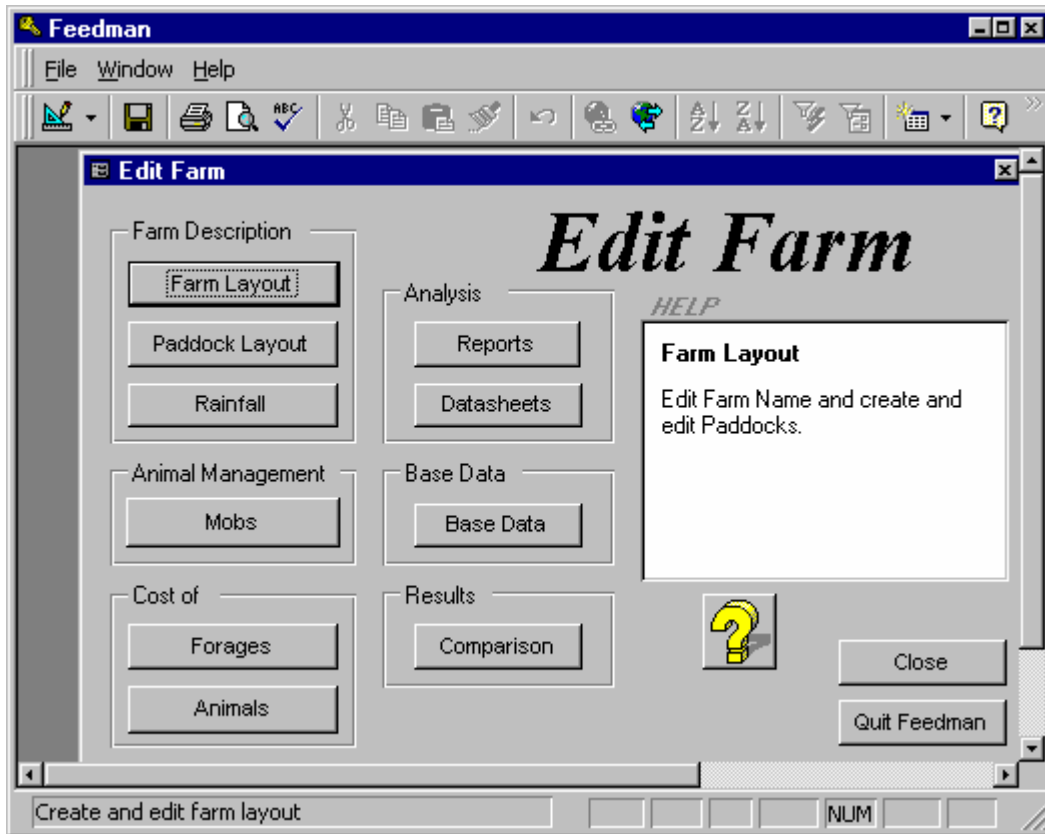 Feedman
File Window Help
ABC
A Z
Z A
Edit Farm
Edit Farm
Farm Description
Farm Layout
Paddock Layout
Rainfall
Animal Management
Mobs
Cost of
Forages
Animals
Analysis
Reports
Datasheets
Base Data
Base Data
Results
Comparison
HELP
Farm Layout
Edit Farm Name and create and
edit Paddocks.
Close
Quit Feedman
Create and edit farm layout
NUM